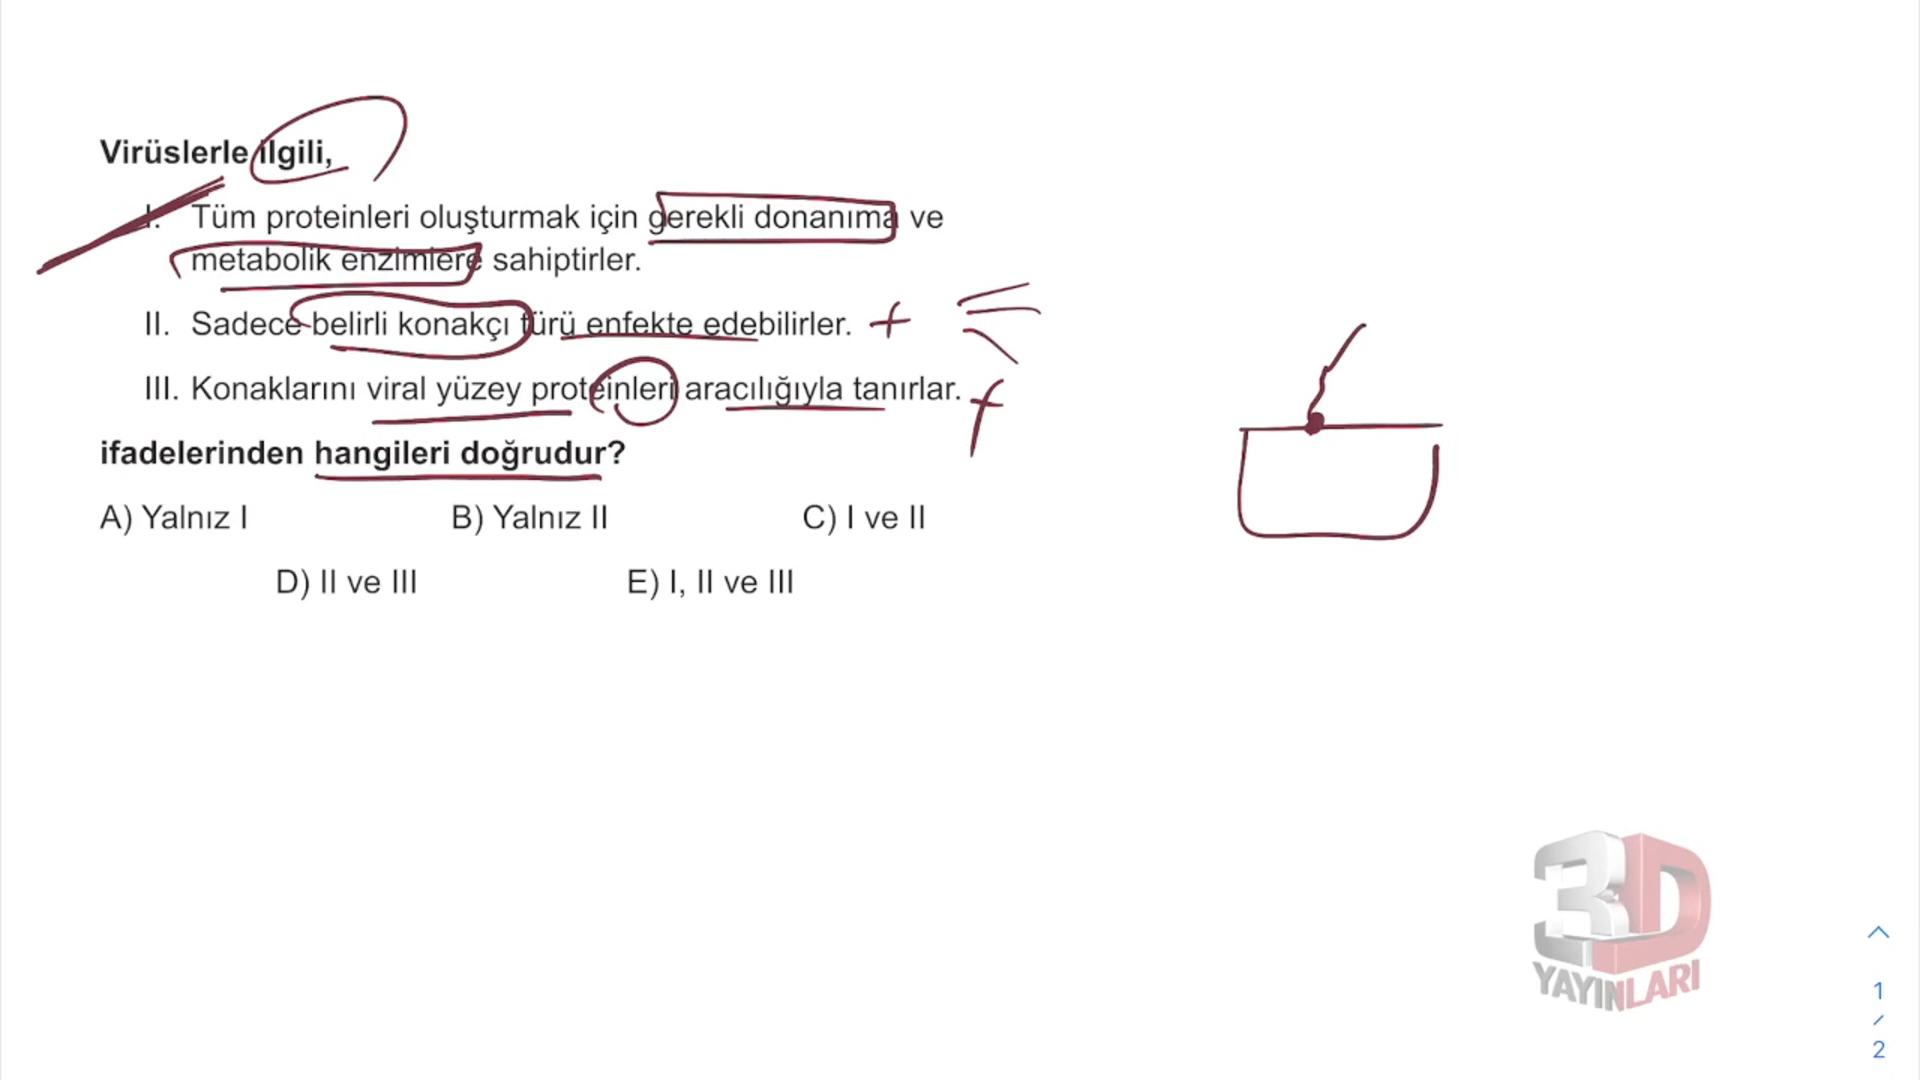 Virüslerle ilgili,
I. Tüm proteinleri oluşturmak için gerekli donanıma ve
metabolik enzimlere sahiptirler.
II. Sadece belirli konakçı türü enfekte edebilirler. +
III. Konaklarını viral yüzey proteinleri aracılığıyla tanırlar. +
ifadelerinden hangileri doğrudur?
A) Yalnız I B) Yalnız II C) I ve II
D) II ve III E) I, II ve III
3D
YAYINLARI
1
/
2